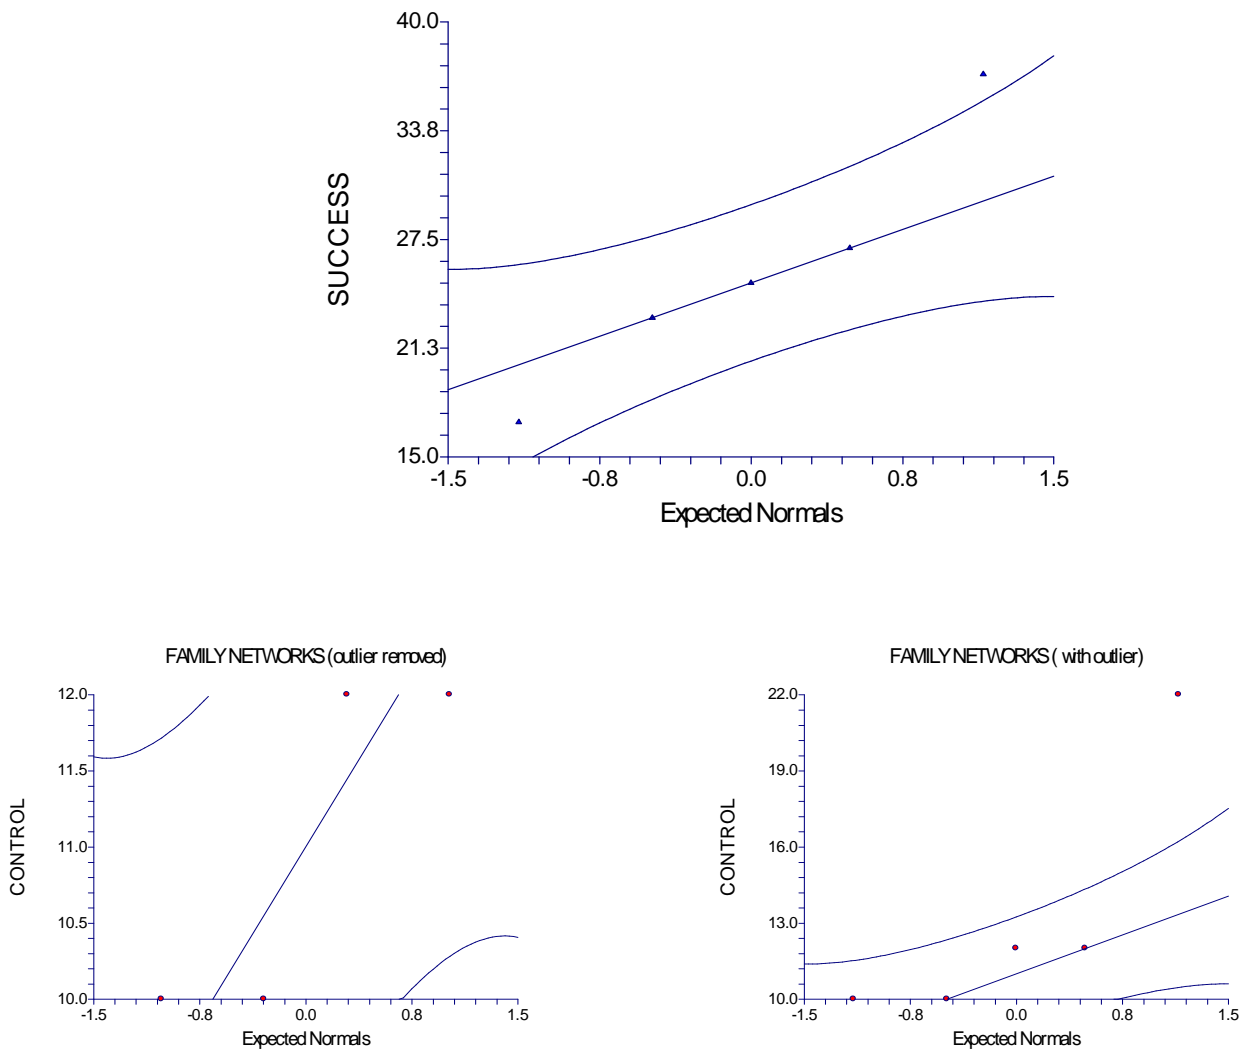 40.0
33.8
27.5
21.3
15.0
SUCCESS
-1.5 -0.8 0.0 0.8 1.5
Expected Normals
FAMILY NETWORKS (outlier removed)
12.0
11.5
11.0
10.5
10.0
CONTROL
-1.5 -0.8 0.0 0.8 1.5
Expected Normals
FAMILY NETWORKS ( with outlier)
22.0
19.0
16.0
13.0
10.0
CONTROL
-1.5 -0.8 0.0 0.8 1.5
Expected Normals